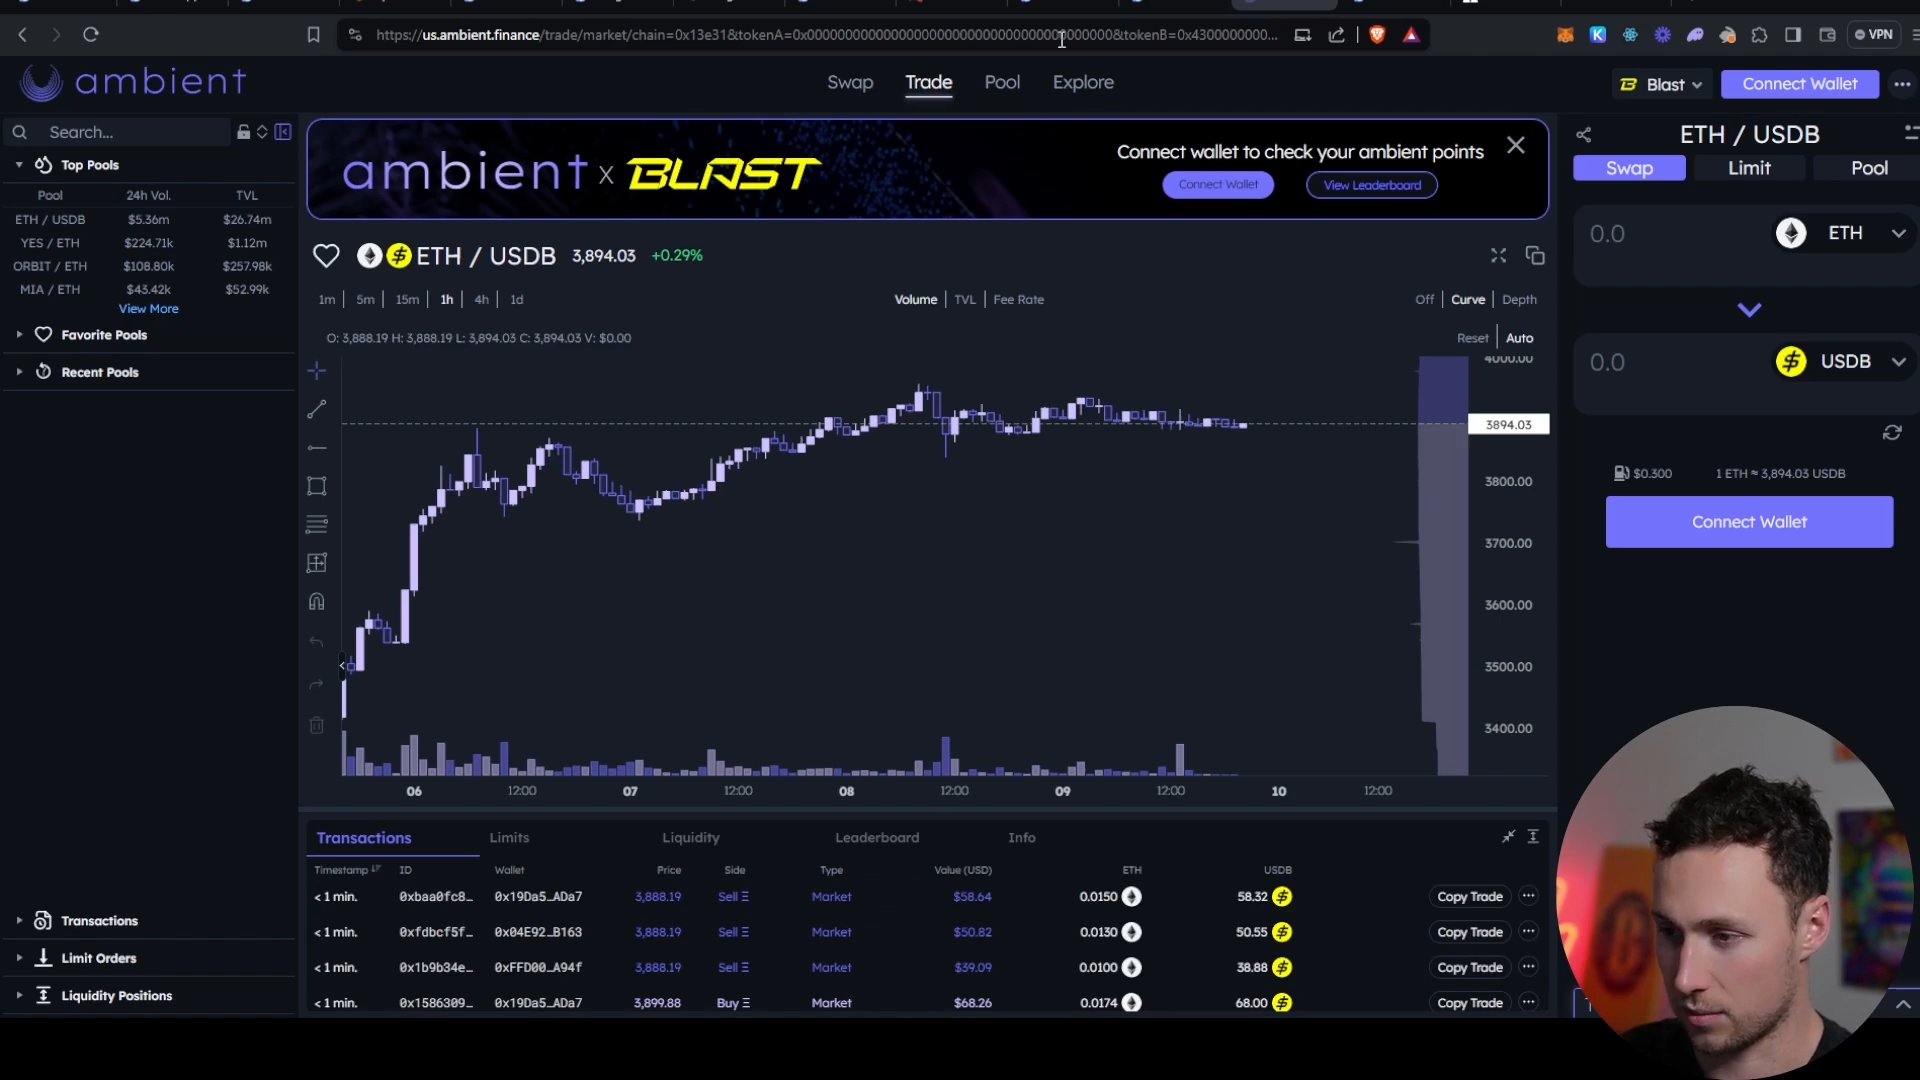 https://us.ambient.finance/trade/market/chain=0x13e31&tokenA=0x0000000000000000000000000000000000000000&tokenB=0x4300000000...
VPN
ambient
Swap
Trade
Pool
Explore
Blast
Connect Wallet
Search...
Top Pools
Pool 24h Vol. TVL
ETH / USDB $5.36m $26.74m
YES / ETH $224.71k $1.12m
ORBIT / ETH $108.80k $257.98k
MIA / ETH $43.42k $52.99k
View More
Favorite Pools
Recent Pools
Transactions
Limit Orders
Liquidity Positions
ambient x BLAST
Connect wallet to check your ambient points
Connect Wallet
View Leaderboard
ETH / USDB 3,894.03 +0.29%
1m 5m 15m 1h 4h 1d
Volume TVL Fee Rate
Off Curve Depth
O: 3,888.19 H: 3,888.19 L: 3,894.03 C: 3,894.03 V: $0.00
Reset Auto
4000.00
3894.03
3800.00
3700.00
3600.00
3500.00
3400.00
06 12:00 07 12:00 08 12:00 09 12:00 10 12:00
Transactions Limits Liquidity Leaderboard Info
Timestamp ID Wallet Price Side Type Value (USD) ETH USDB
< 1 min. 0xbaa0fc8… 0x19Da5…ADa7 3,888.19 Sell Ξ Market $58.64 0.0150 58.32 Copy Trade
< 1 min. 0xfdbcf5f… 0x04E92…B163 3,888.19 Sell Ξ Market $50.82 0.0130 50.55 Copy Trade
< 1 min. 0x1b9b34e… 0xFFD00…A94f 3,888.19 Sell Ξ Market $39.09 0.0100 38.88 Copy Trade
< 1 min. 0x1586309… 0x19Da5…ADa7 3,899.88 Buy Ξ Market $68.26 0.0174 68.00 Copy Trade
ETH / USDB
Swap Limit Pool
0.0 ETH
0.0 USDB
$0.300 1 ETH ≈ 3,894.03 USDB
Connect Wallet